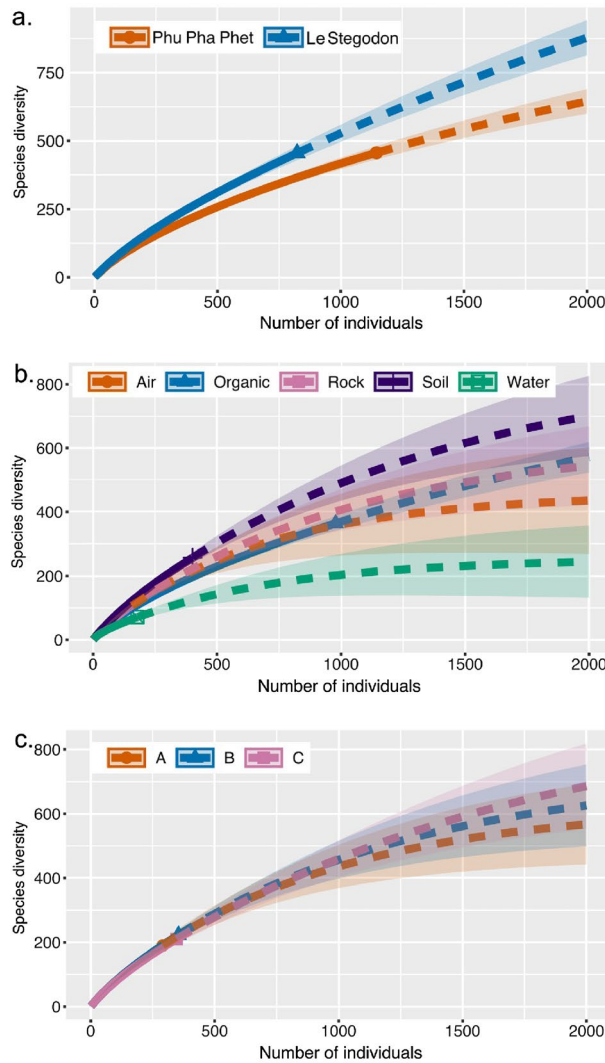 a.
Phu Pha Phet Le Stegodon
Species diversity
750
500
250
0
0 500 1000 1500 2000
Number of individuals
b.
Air Organic Rock Soil Water
Species diversity
800
600
400
200
0
0 500 1000 1500 2000
Number of individuals
c.
A B C
Species diversity
800
600
400
200
0
0 500 1000 1500 2000
Number of individuals